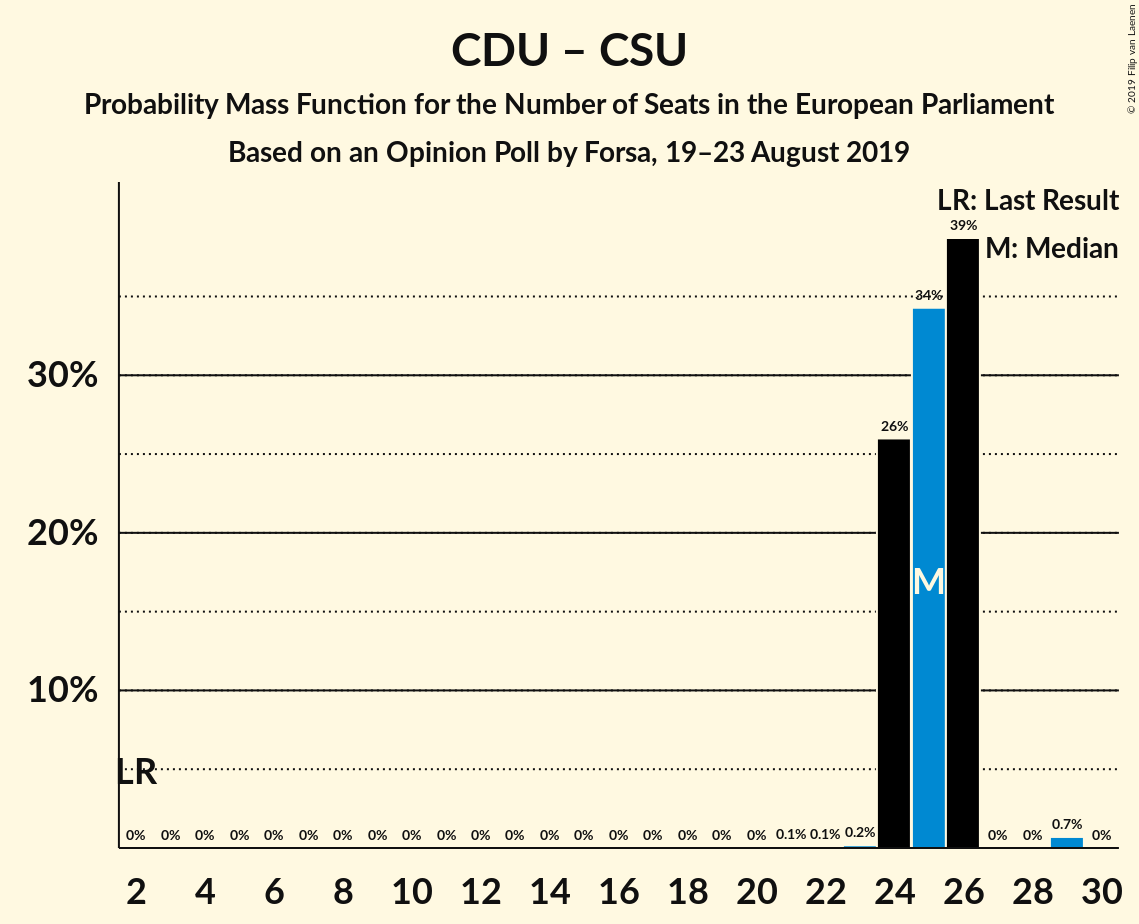 CDU – CSU
Probability Mass Function for the Number of Seats in the European Parliament
Based on an Opinion Poll by Forsa, 19–23 August 2019
© 2019 Filip van Laenen
LR: Last Result
M: Median
39%
34%
30%
26%
20%
M
10%
LR
0% 0% 0% 0% 0% 0% 0% 0% 0% 0% 0% 0% 0% 0% 0% 0% 0% 0% 0% 0.1% 0.1% 0.2% 0% 0% 0.7% 0%
2 4 6 8 10 12 14 16 18 20 22 24 26 28 30